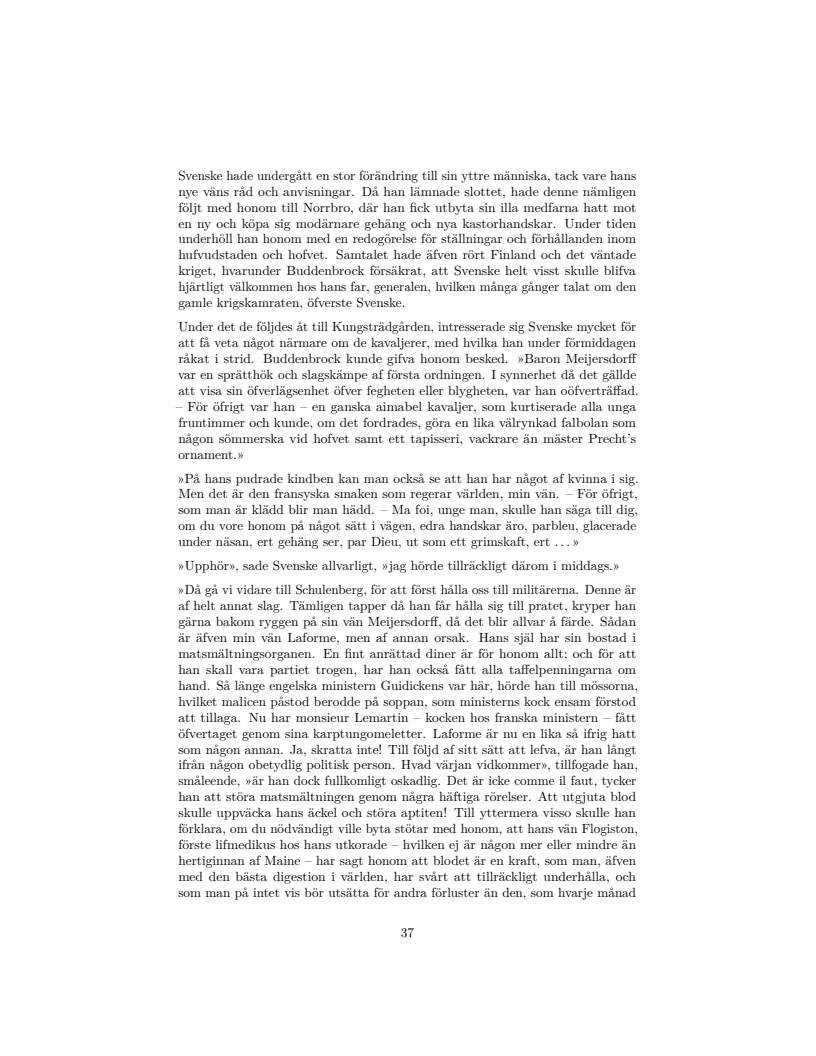 Svenske hade undergått en stor förändring till sin yttre människa, tack vare hans
nye väns råd och anvisningar. Då han lämnade slottet, hade denne nämligen
följt med honom till Norrbro, där han fick utbyta sin illa medfarna hatt mot
en ny och köpa sig modärnare gehäng och nya kastorhandskar. Under tiden
underhöll han honom med en redogörelse för ställningar och förhållanden inom
hufvudstaden och hofvet. Samtalet hade äfven rört Finland och det väntade
kriget, hvarunder Buddenbrock försäkrat, att Svenske helt visst skulle blifva
hjärtligt välkommen hos hans far, generalen, hvilken många gånger talat om den
gamle krigskamraten, öfverste Svenske.
Under det de följdes åt till Kungsträdgården, intresserade sig Svenske mycket för
att få veta något närmare om de kavaljerer, med hvilka han under förmiddagen
råkat i strid. Buddenbrock kunde gifva honom besked. »Baron Meijersdorff
var en sprätthök och slagskämpe af första ordningen. I synnerhet då det gällde
att visa sin öfverlägsenhet öfver fegheten eller blygheten, var han oöfverträffad.
– För öfrigt var han – en ganska aimabel kavaljer, som kurtiserade alla unga
fruntimmer och kunde, om det fordrades, göra en lika välrynkad falbolan som
någon sömmerska vid hofvet samt ett tapisseri, vackrare än mäster Precht's
ornament.»
»På hans pudrade kindben kan man också se att han har något af kvinna i sig.
Men det är den fransyska smaken som regerar världen, min vän. – För öfrigt,
som man är klädd blir man hädd. – Ma foi, unge man, skulle han säga till dig,
om du vore honom på något sätt i vägen, edra handskar äro, parbleu, glacerade
under näsan, ert gehäng ser, par Dieu, ut som ett grimskaft, ert . . . »
»Upphör», sade Svenske allvarligt, »jag hörde tillräckligt därom i middags.»
»Då gå vi vidare till Schulenberg, för att först hålla oss till militärerna. Denne är
af helt annat slag. Tämligen tapper då han får hålla sig till pratet, kryper han
gärna bakom ryggen på sin vän Meijersdorff, då det blir allvar å färde. Sådan
är äfven min vän Laforme, men af annan orsak. Hans själ har sin bostad i
matsmältningsorganen. En fint anrättad diner är för honom allt; och för att
han skall vara partiet trogen, har han också fått alla taffelpenningarna om
hand. Så länge engelska ministern Guidickens var här, hörde han till mössorna,
hvilket malicen påstod berodde på soppan, som ministerns kock ensam förstod
att tillaga. Nu har monsieur Lemartin – kocken hos franska ministern – fått
öfvertaget genom sina karptungomeletter. Laforme är nu en lika så ifrig hatt
som någon annan. Ja, skratta inte! Till följd af sitt sätt att lefva, är han långt
ifrån någon obetydlig politisk person. Hvad värjan vidkommer», tillfogade han,
småleende, »är han dock fullkomligt oskadlig. Det är icke comme il faut, tycker
han att störa matsmältningen genom några häftiga rörelser. Att utgjuta blod
skulle uppväcka hans äckel och störa aptiten! Till yttermera visso skulle han
förklara, om du nödvändigt ville byta stötar med honom, att hans vän Flogiston,
förste lifmedikus hos hans utkorade – hvilken ej är någon mer eller mindre än
hertiginnan af Maine – har sagt honom att blodet är en kraft, som man, äfven
med den bästa digestion i världen, har svårt att tillräckligt underhålla, och
som man på intet vis bör utsätta för andra förluster än den, som hvarje månad
37